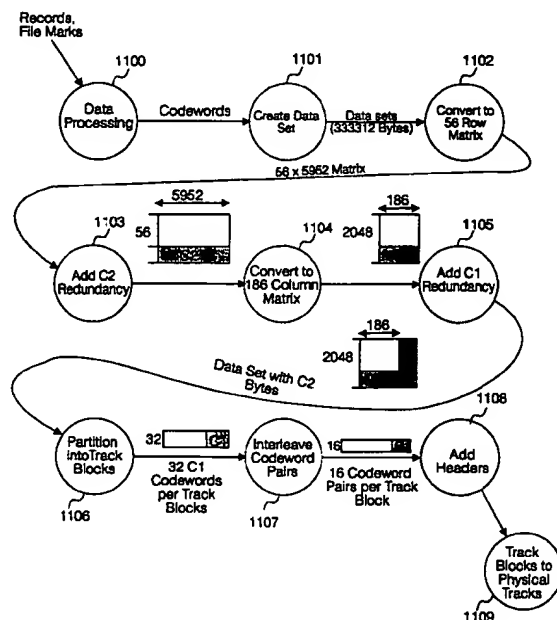 Records,
File Marks
1100
1101
1102
Data
Processing
Codewords
Create Data
Set
Data sets
(333312 Bytes)
Convert to
56 Row
Matrix
56 x 5952 Matrix
1103
5952
56
1104
186
2048
1105
Add C2
Redundancy
Convert to
186 Column
Matrix
Add C1
Redundancy
186
2048
Data Set with C2
Bytes
1108
Partition
intoTrack
Blocks
32
C1
32 C1
Codewords
per Track
Blocks
Interleave
Codeword
Pairs
16
16 Codeword
Pairs per Track
Block
Add
Headers
1106
1107
Track
Blocks to
Physical
Tracks
1109